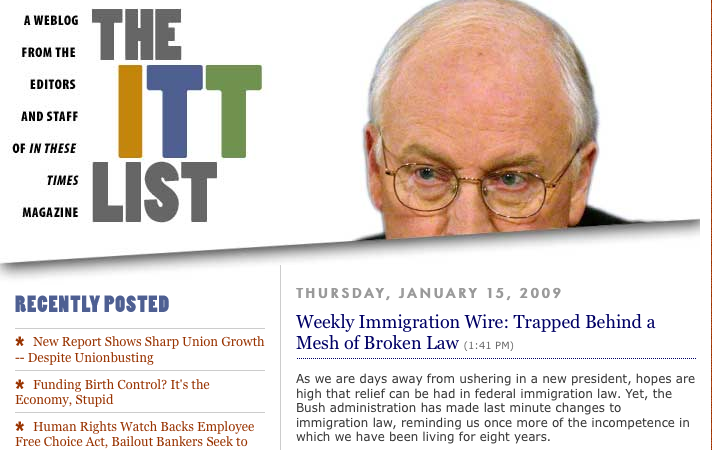 A WEBLOG
FROM THE
EDITORS
AND STAFF
OF IN THESE
TIMES
MAGAZINE
THE
ITT
LIST
RECENTLY POSTED
* New Report Shows Sharp Union Growth
-- Despite Unionbusting
* Funding Birth Control? It's the
Economy, Stupid
* Human Rights Watch Backs Employee
Free Choice Act, Bailout Bankers Seek to
THURSDAY, JANUARY 15, 2009
Weekly Immigration Wire: Trapped Behind a
Mesh of Broken Law (1:41 PM)
As we are days away from ushering in a new president, hopes are
high that relief can be had in federal immigration law. Yet, the
Bush administration has made last minute changes to
immigration law, reminding us once more of the incompetence in
which we have been living for eight years.